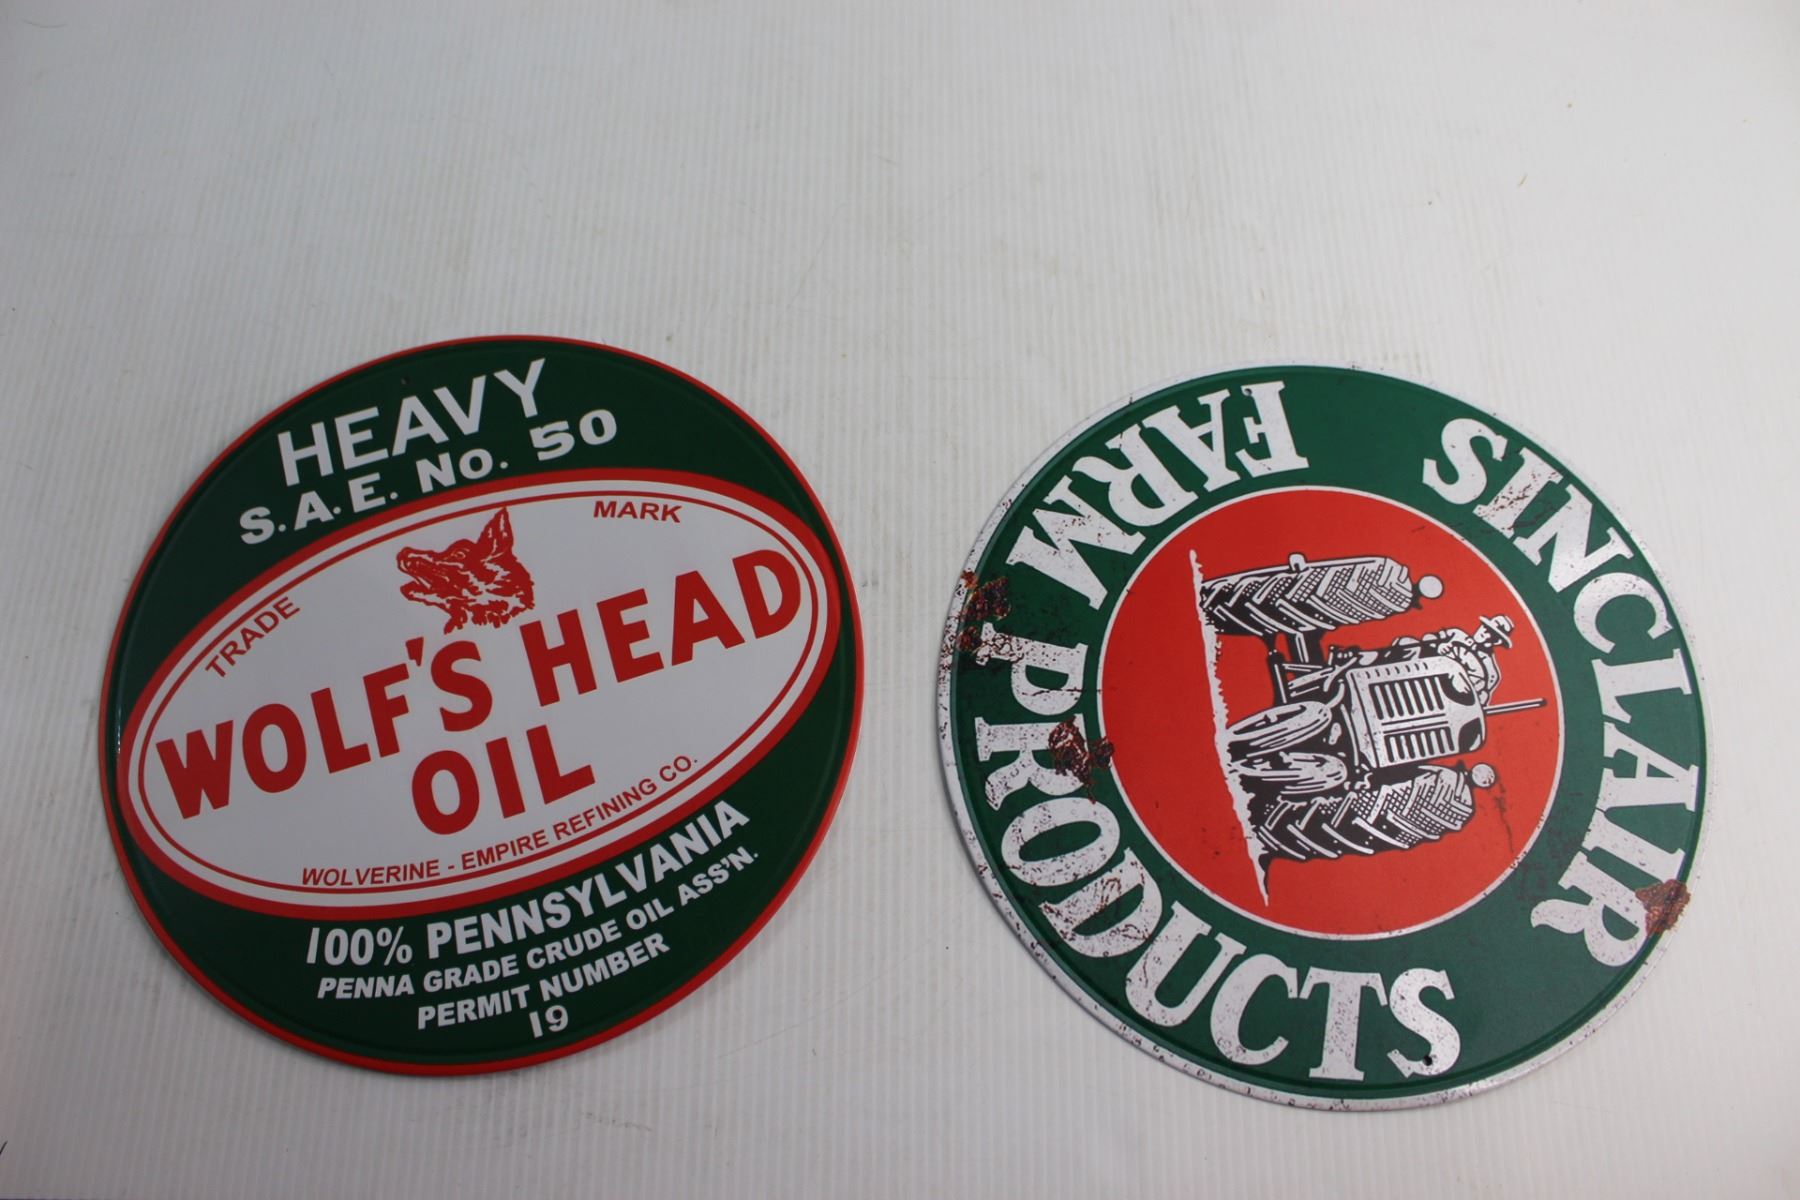 HEAVY
S.A.E. No. 50
TRADE MARK
WOLF'S HEAD
OIL
WOLVERINE - EMPIRE REFINING CO.
100% PENNSYLVANIA
PENNA GRADE CRUDE OIL ASS'N.
PERMIT NUMBER
19
SINCLAIR
FARM PRODUCTS